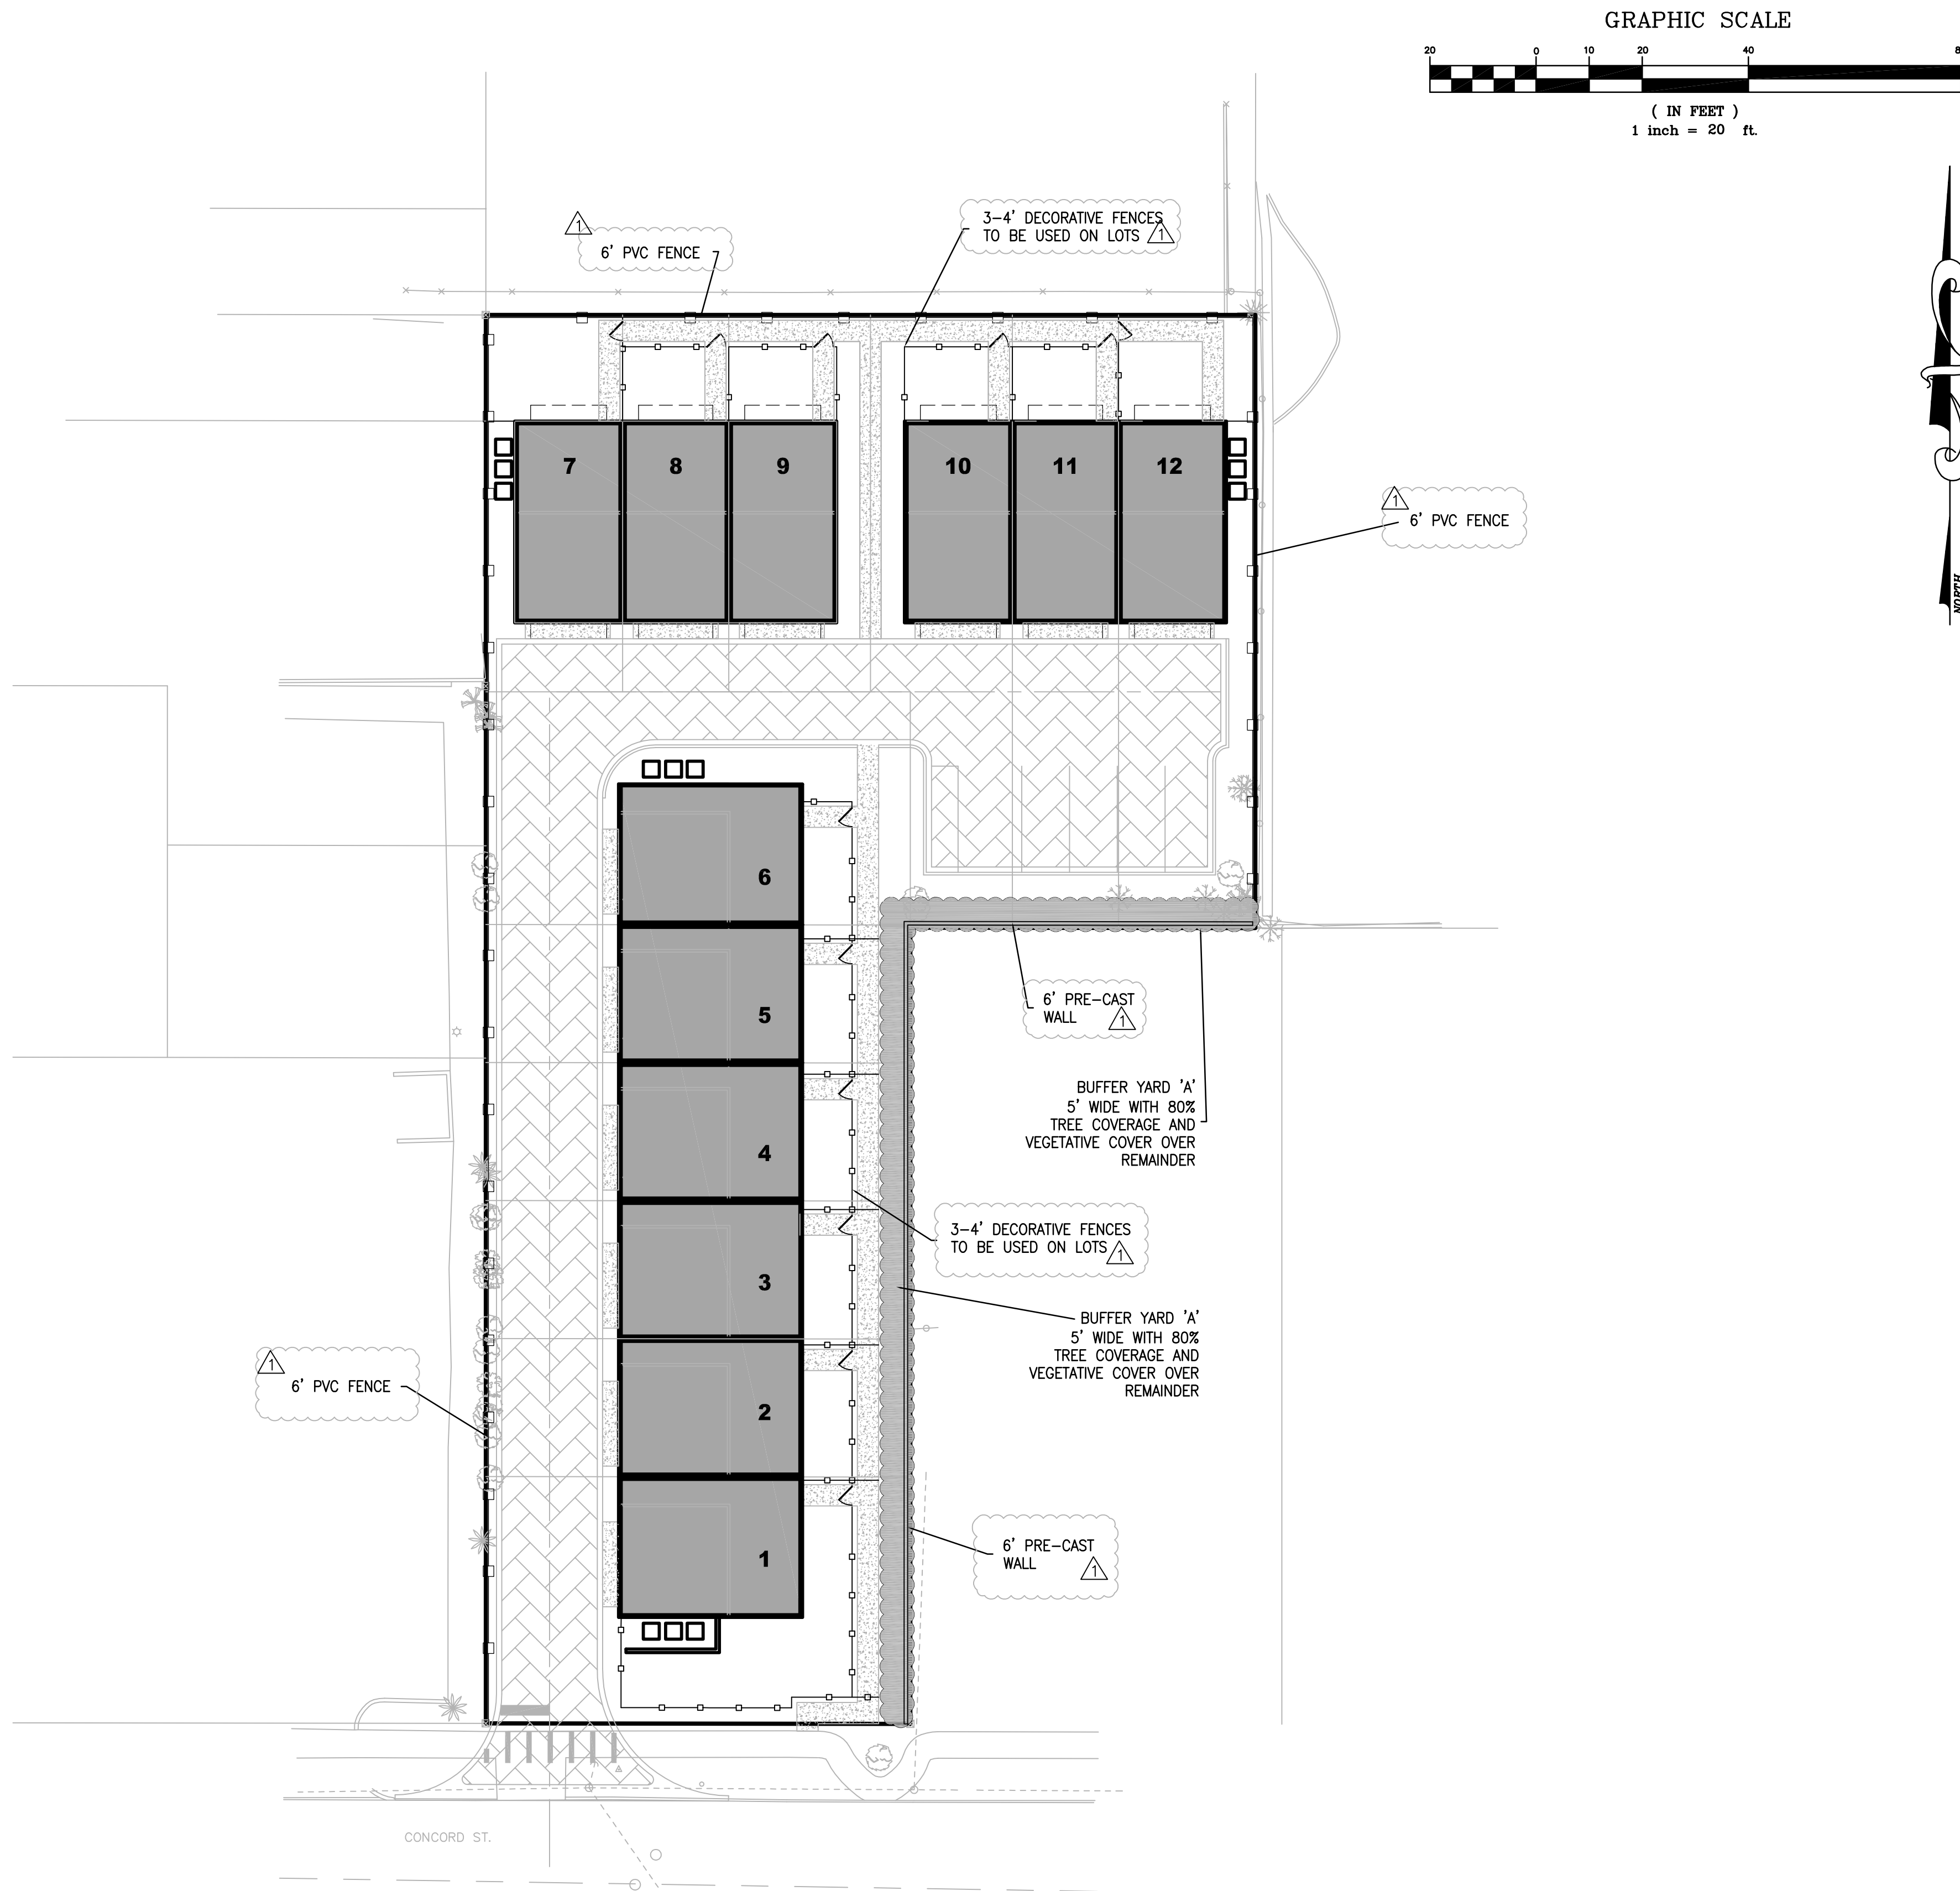 GRAPHIC SCALE
20 0 10 20 40
( IN FEET )
1 inch = 20 ft.
NORTH
1
6' PVC FENCE
3-4' DECORATIVE FENCES
TO BE USED ON LOTS 1
7 8 9 10 11 12
1
6' PVC FENCE
6
5
4
3
2
1
6' PRE-CAST
WALL 1
BUFFER YARD 'A'
5' WIDE WITH 80%
TREE COVERAGE AND
VEGETATIVE COVER OVER
REMAINDER
3-4' DECORATIVE FENCES
TO BE USED ON LOTS 1
BUFFER YARD 'A'
5' WIDE WITH 80%
TREE COVERAGE AND
VEGETATIVE COVER OVER
REMAINDER
1
6' PVC FENCE
6' PRE-CAST
WALL 1
CONCORD ST.